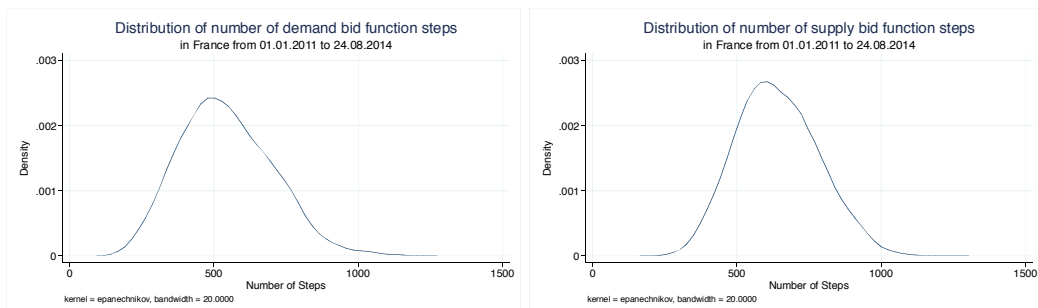 Distribution of number of demand bid function steps
in France from 01.01.2011 to 24.08.2014
.003
.002
.001
0
Density
0 500 1000 1500
Number of Steps
kernel = epanechnikov, bandwidth = 20.0000
Distribution of number of supply bid function steps
in France from 01.01.2011 to 24.08.2014
.003
.002
.001
0
Density
0 500 1000 1500
Number of Steps
kernel = epanechnikov, bandwidth = 20.0000